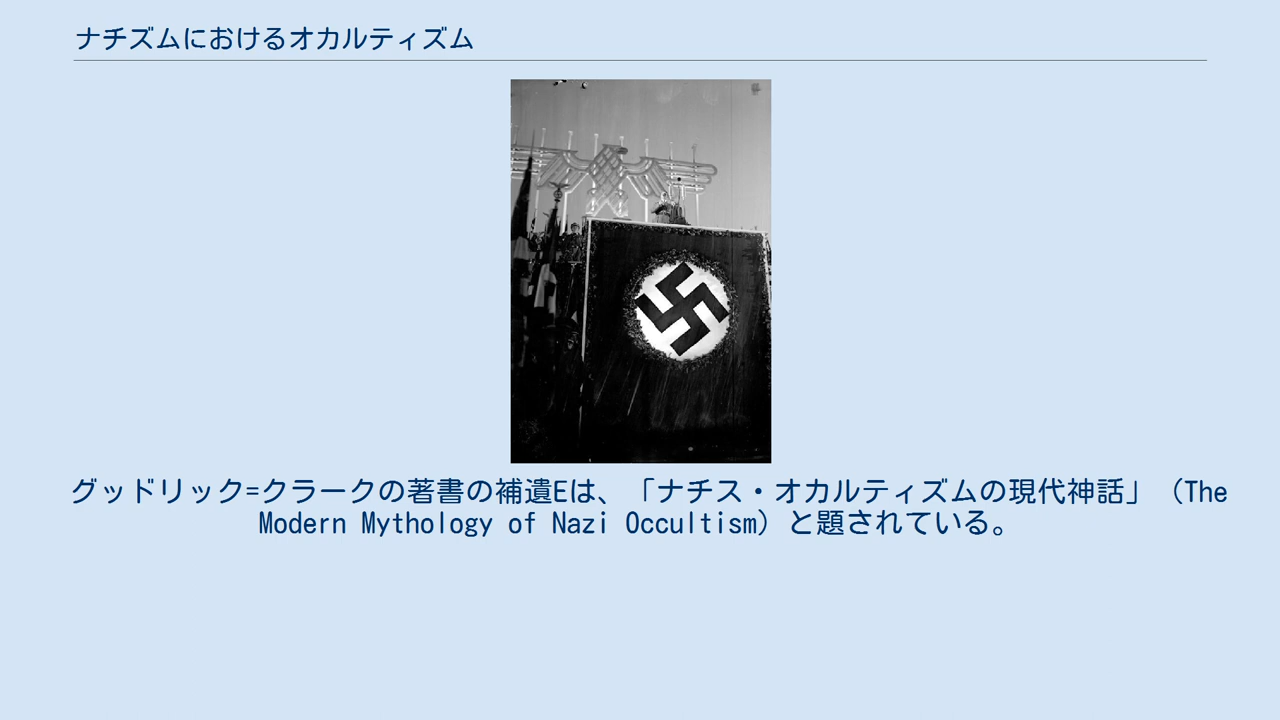 ナチズムにおけるオカルティズム
グッドリック=クラークの著書の補遺Eは、「ナチス・オカルティズムの現代神話」（The
Modern Mythology of Nazi Occultism）と題されている。